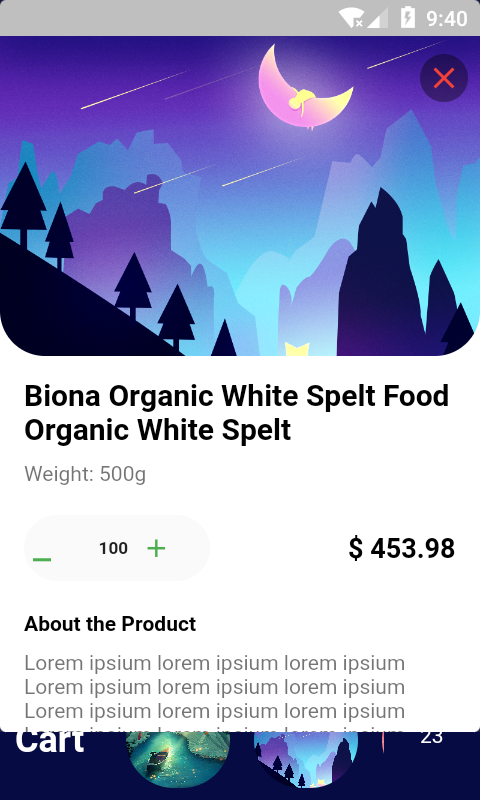 9:40
Biona Organic White Spelt Food
Organic White Spelt
Weight: 500g
− 100 +
$ 453.98
About the Product
Lorem ipsium lorem ipsium lorem ipsium
Lorem ipsium lorem ipsium lorem ipsium
Lorem ipsium lorem ipsium lorem ipsium
Cart
23